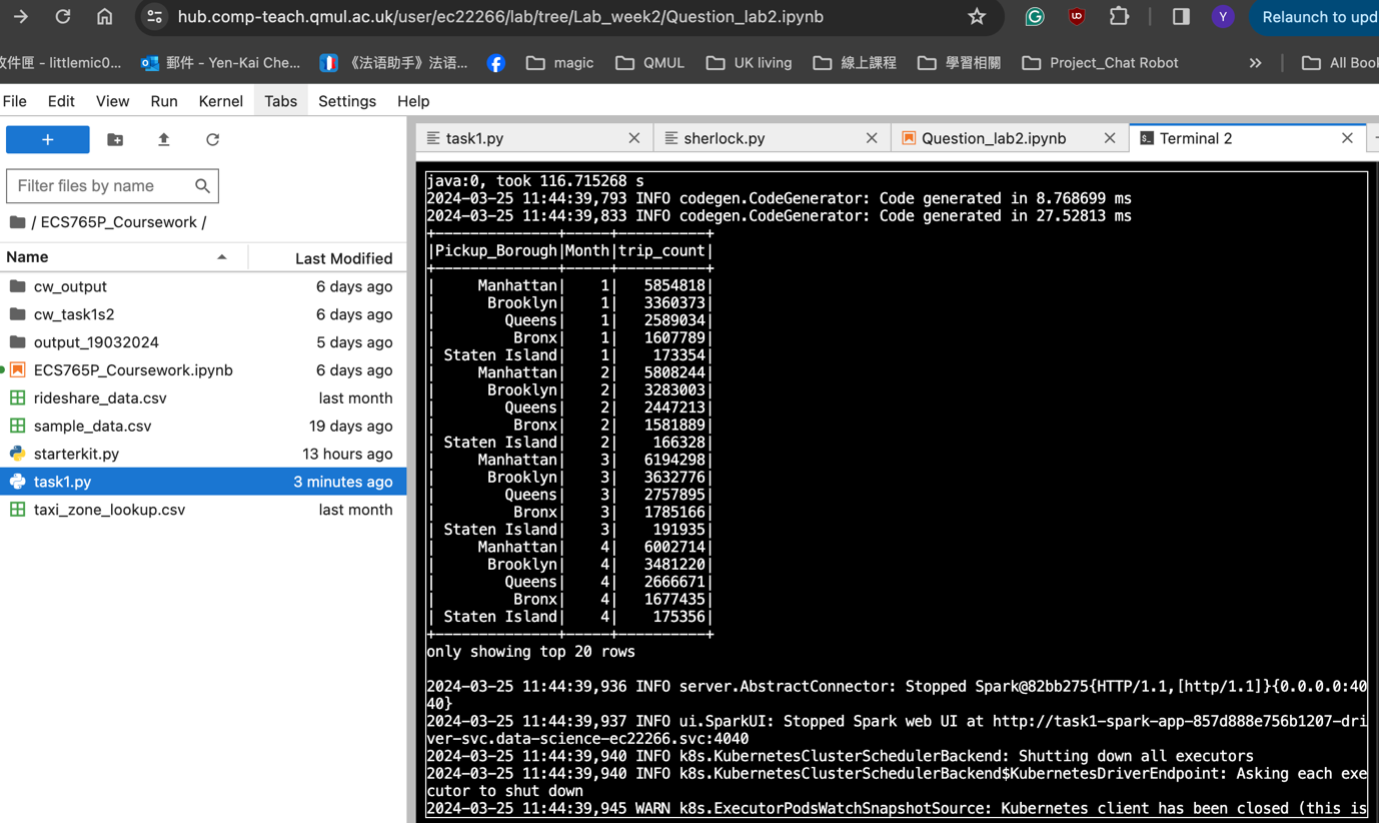 hub.comp-teach.qmul.ac.uk/user/ec22266/lab/tree/Lab_week2/Question_lab2.ipynb
Y
Relaunch to upd
件匣 - littlemic0...
郵件 - Yen-Kai Che...
《法语助手》法语...
magic
QMUL
UK living
線上課程
學習相關
Project_Chat Robot
»
All Bool
File Edit View Run Kernel Tabs Settings Help
+
task1.py
sherlock.py
Question_lab2.ipynb
Terminal 2
Filter files by name
/ ECS765P_Coursework /
Name Last Modified
cw_output 6 days ago
cw_task1s2 6 days ago
output_19032024 5 days ago
ECS765P_Coursework.ipynb 6 days ago
rideshare_data.csv last month
sample_data.csv 19 days ago
starterkit.py 13 hours ago
task1.py 3 minutes ago
taxi_zone_lookup.csv last month
java:0, took 116.715268 s
2024-03-25 11:44:39,793 INFO codegen.CodeGenerator: Code generated in 8.768699 ms
2024-03-25 11:44:39,833 INFO codegen.CodeGenerator: Code generated in 27.52813 ms
+--------------+-----+----------+
|Pickup_Borough|Month|trip_count|
+--------------+-----+----------+
|     Manhattan|    1|   5854818|
|      Brooklyn|    1|   3360373|
|        Queens|    1|   2589034|
|         Bronx|    1|   1607789|
| Staten Island|    1|    173354|
|     Manhattan|    2|   5808244|
|      Brooklyn|    2|   3283003|
|        Queens|    2|   2447213|
|         Bronx|    2|   1581889|
| Staten Island|    2|    166328|
|     Manhattan|    3|   6194298|
|      Brooklyn|    3|   3632776|
|        Queens|    3|   2757895|
|         Bronx|    3|   1785166|
| Staten Island|    3|    191935|
|     Manhattan|    4|   6002714|
|      Brooklyn|    4|   3481220|
|        Queens|    4|   2666671|
|         Bronx|    4|   1677435|
| Staten Island|    4|    175356|
+--------------+-----+----------+
only showing top 20 rows
2024-03-25 11:44:39,936 INFO server.AbstractConnector: Stopped Spark@82bb275{HTTP/1.1,[http/1.1]}{0.0.0.0:40
40}
2024-03-25 11:44:39,937 INFO ui.SparkUI: Stopped Spark web UI at http://task1-spark-app-857d888e756b1207-dri
ver-svc.data-science-ec22266.svc:4040
2024-03-25 11:44:39,940 INFO k8s.KubernetesClusterSchedulerBackend: Shutting down all executors
2024-03-25 11:44:39,940 INFO k8s.KubernetesClusterSchedulerBackend$KubernetesDriverEndpoint: Asking each exe
cutor to shut down
2024-03-25 11:44:39,945 WARN k8s.ExecutorPodsWatchSnapshotSource: Kubernetes client has been closed (this is